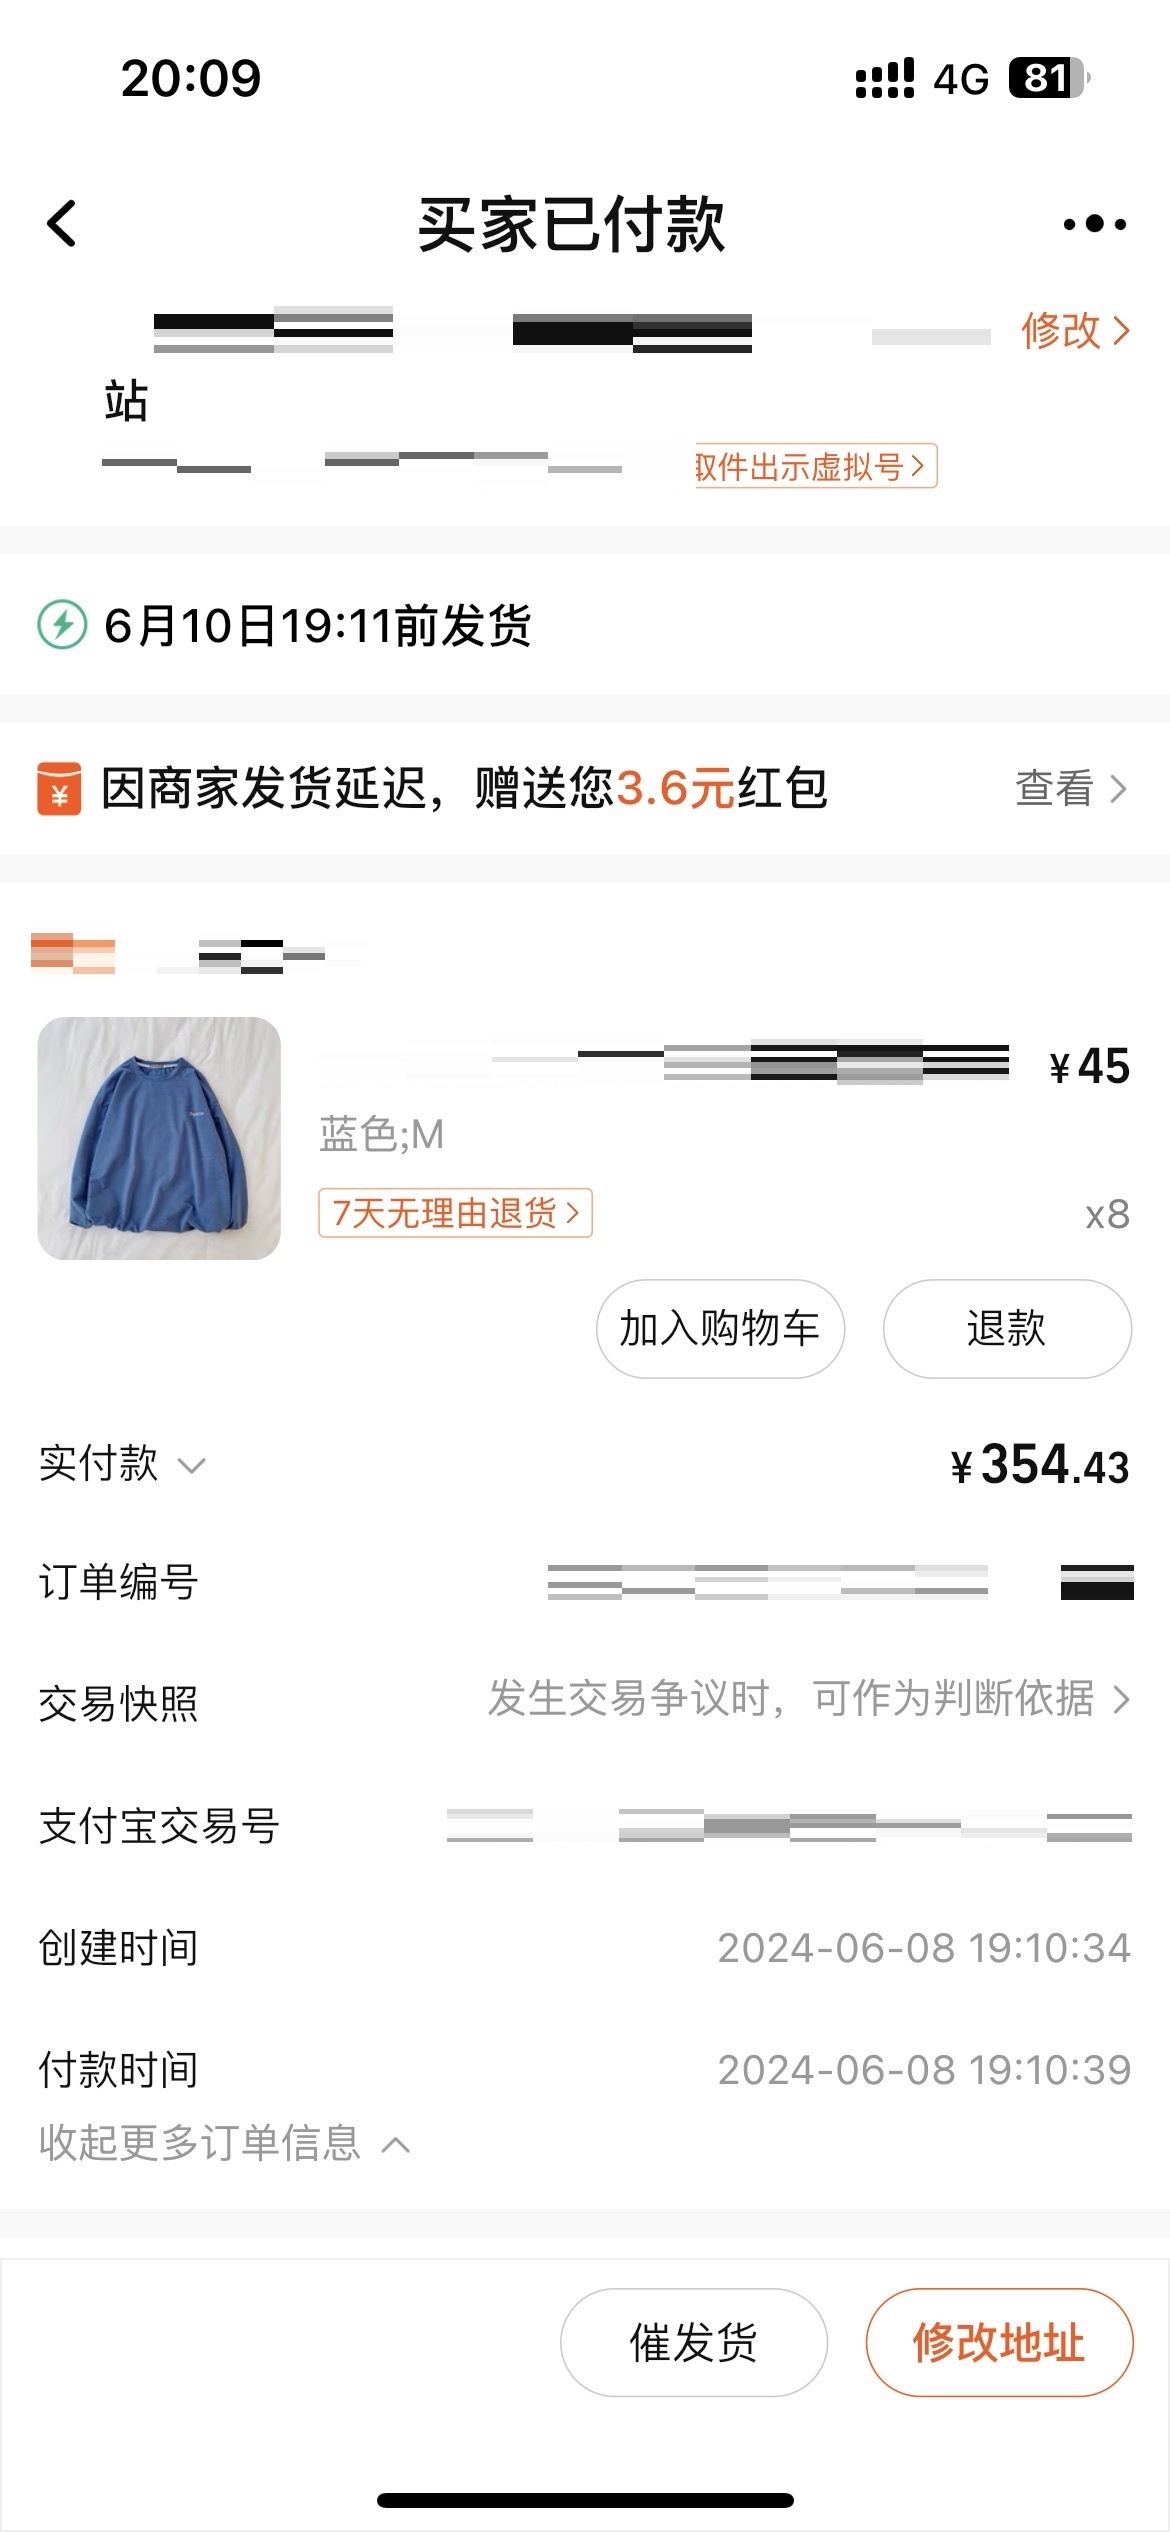 20:09
4G 81
买家已付款
修改
站
取件出示虚拟号
6月10日19:11前发货
因商家发货延迟，赠送您3.6元红包 查看
¥45
蓝色;M
7天无理由退货
x8
加入购物车 退款
实付款 ¥354.43
订单编号
交易快照 发生交易争议时，可作为判断依据
支付宝交易号
创建时间 2024-06-08 19:10:34
付款时间 2024-06-08 19:10:39
收起更多订单信息
催发货 修改地址